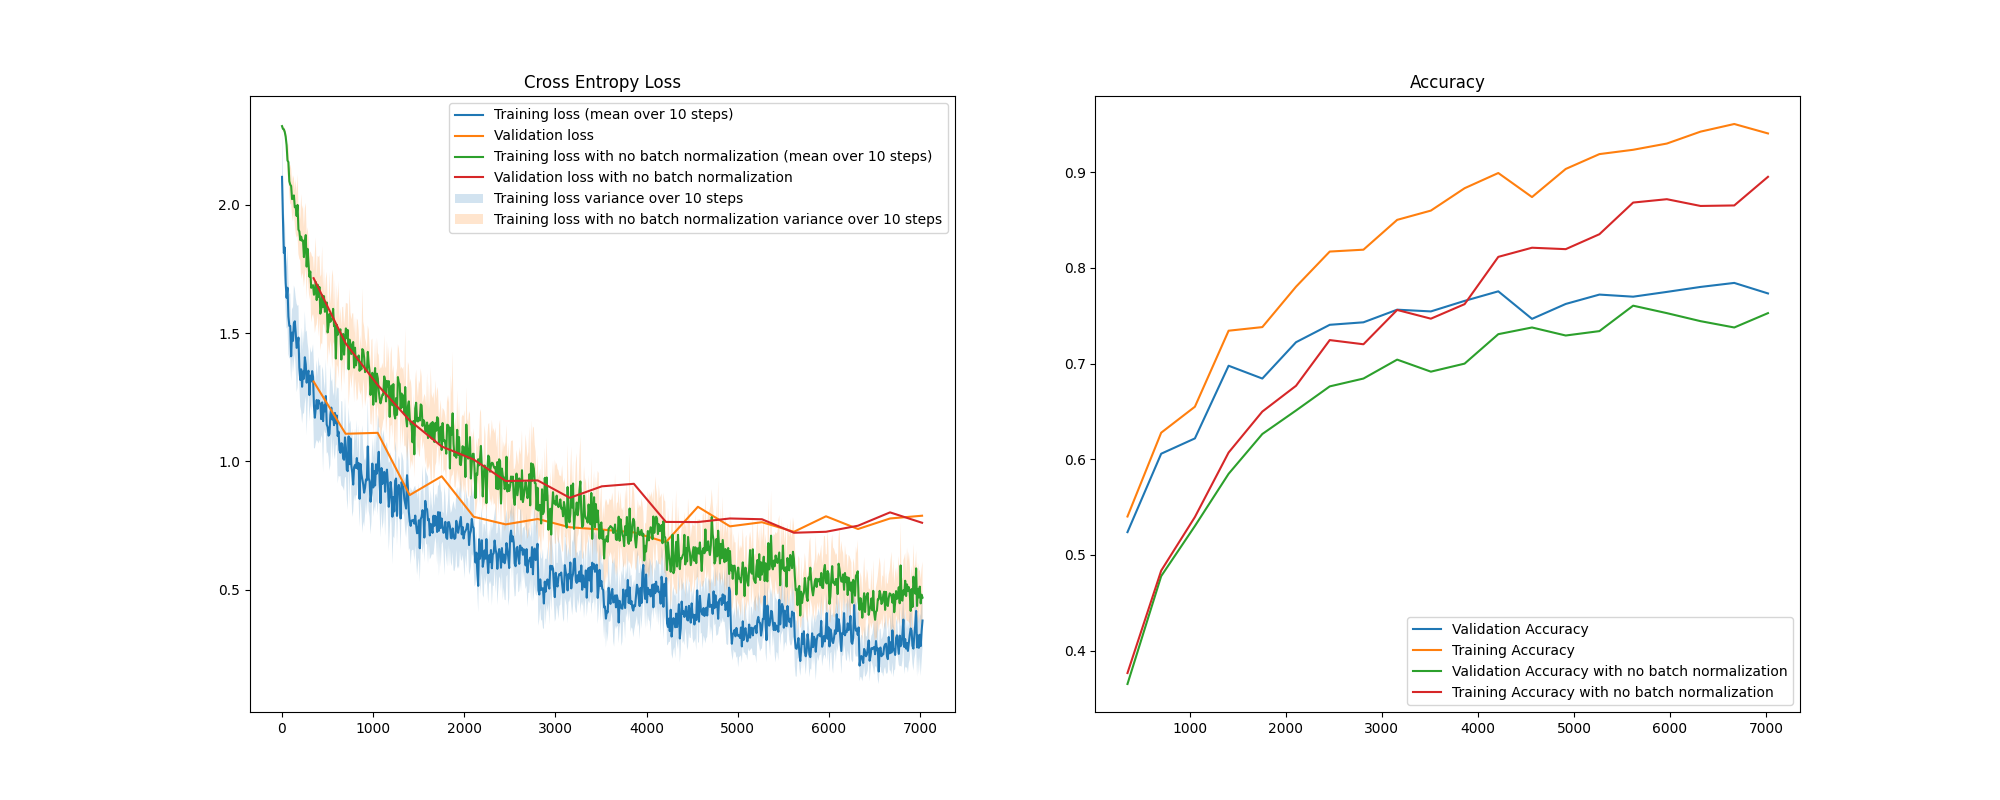 Cross Entropy Loss
Training loss (mean over 10 steps)
Validation loss
Training loss with no batch normalization (mean over 10 steps)
Validation loss with no batch normalization
Training loss variance over 10 steps
Training loss with no batch normalization variance over 10 steps
2.0
1.5
1.0
0.5
0 1000 2000 3000 4000 5000 6000 7000
Accuracy
0.9
0.8
0.7
0.6
0.5
0.4
Validation Accuracy
Training Accuracy
Validation Accuracy with no batch normalization
Training Accuracy with no batch normalization
1000 2000 3000 4000 5000 6000 7000